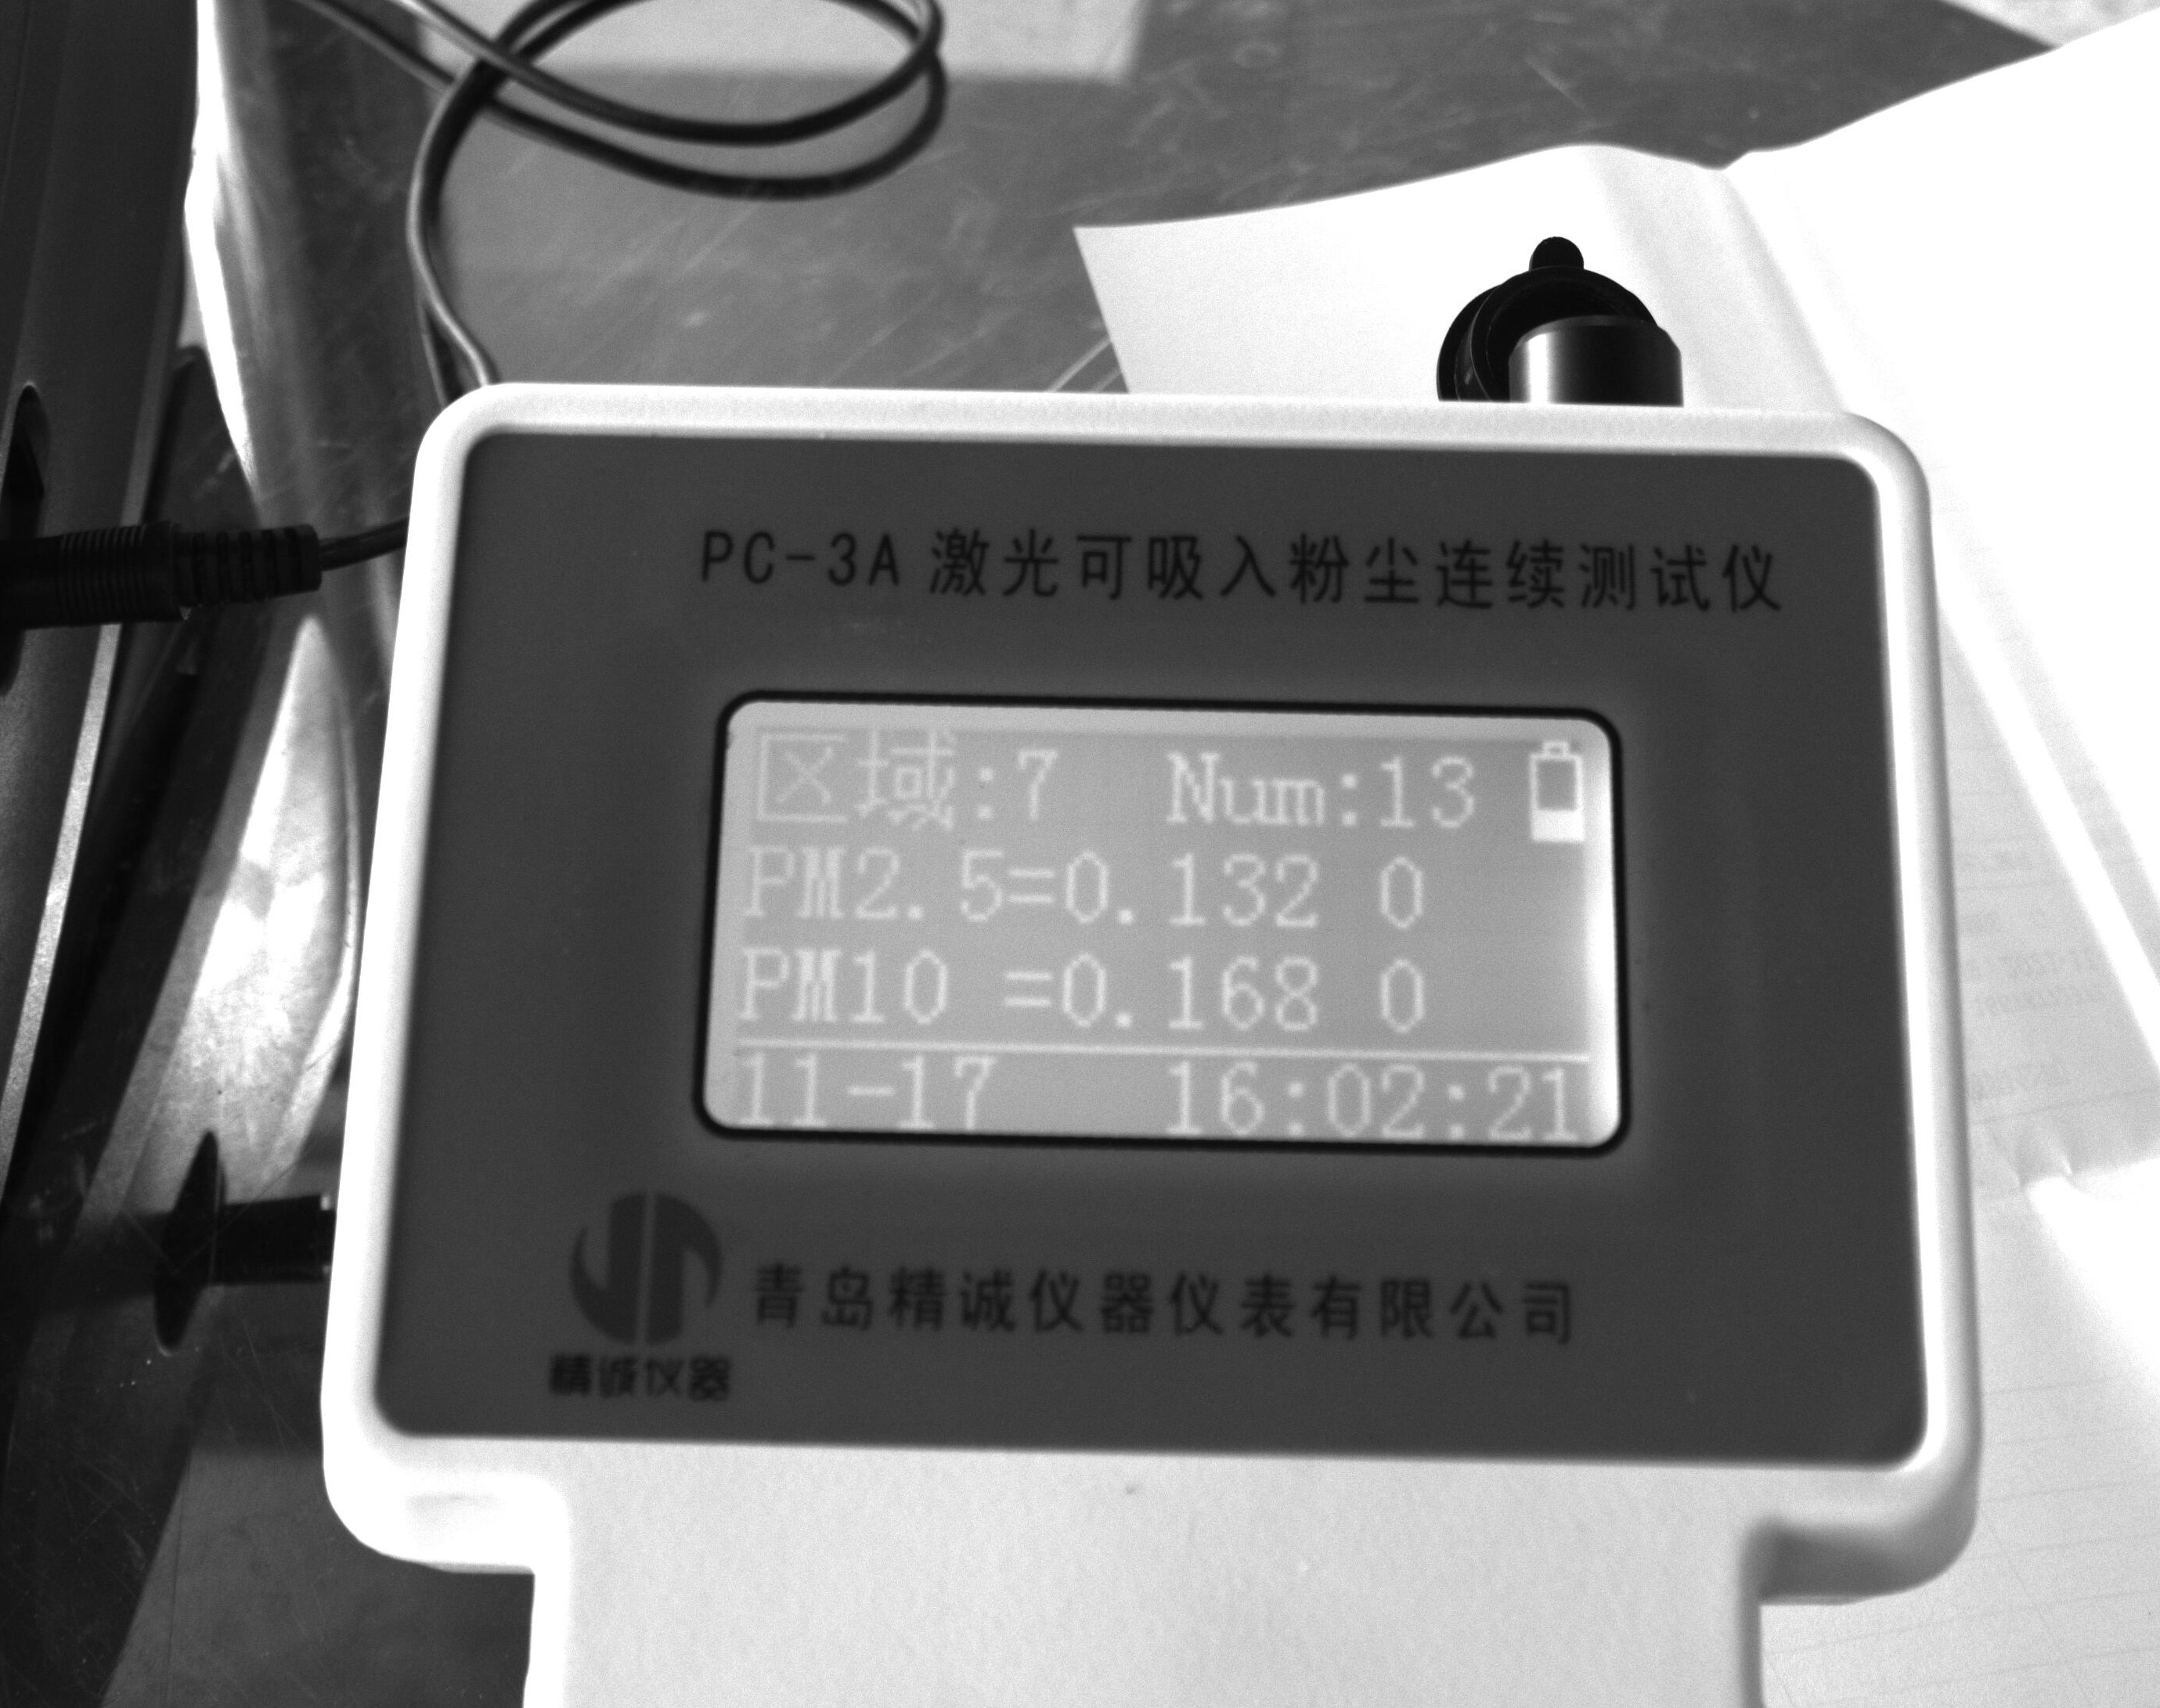 PC-3A 激光可吸入粉尘连续测试仪
区域:7 Num:13
PM2.5=0.132 0
PM10 =0.168 0
11-17 16:02:21
青岛精诚仪器仪表有限公司
精诚仪器